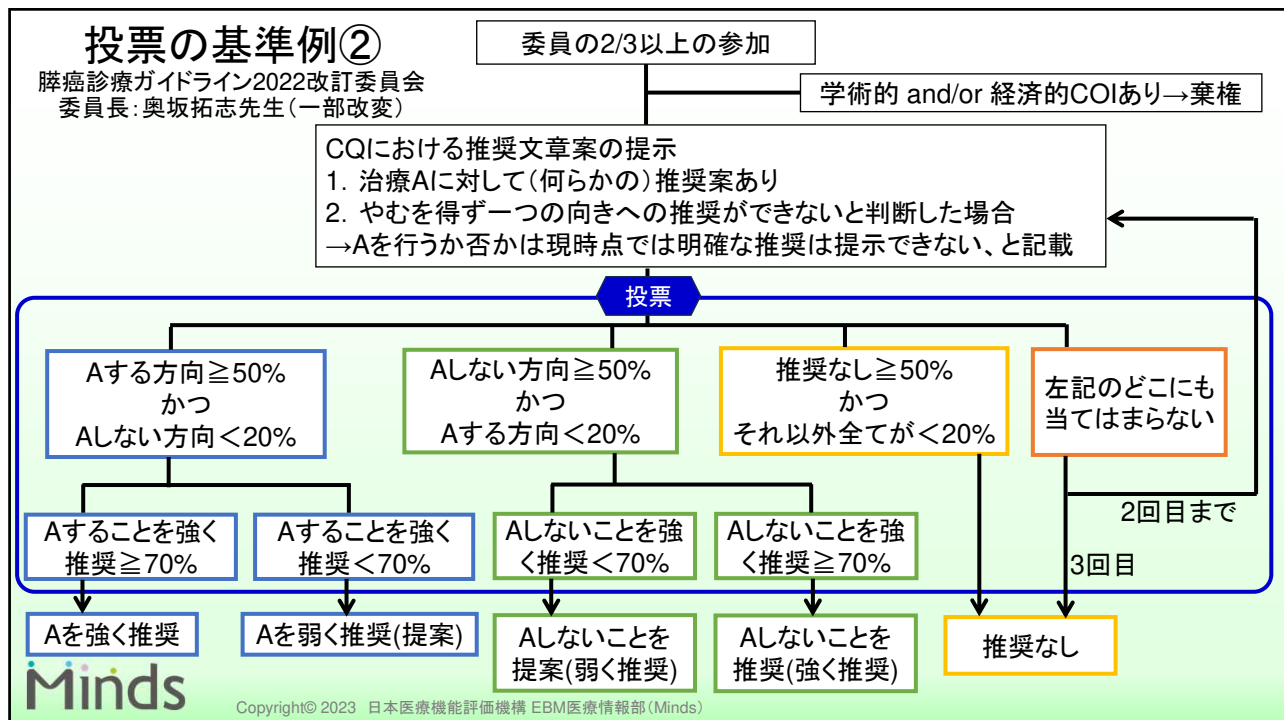 投票の基準例②
膵癌診療ガイドライン2022改訂委員会
委員長:奥坂拓志先生(一部改変)
委員の2/3以上の参加
学術的 and/or 経済的COIあり→棄権
CQにおける推奨文章案の提示
1. 治療Aに対して(何らかの)推奨案あり
2. やむを得ず一つの向きへの推奨ができないと判断した場合
→Aを行うか否かは現時点では明確な推奨は提示できない、と記載
投票
Aする方向≧50%
かつ
Aしない方向<20%
Aしない方向≧50%
かつ
Aする方向<20%
推奨なし≧50%
かつ
それ以外全てが<20%
左記のどこにも
当てはまらない
Aすることを強く
推奨≧70%
Aすることを強く
推奨<70%
Aしないことを強
く推奨<70%
Aしないことを強
く推奨≧70%
2回目まで
3回目
Aを強く推奨
Aを弱く推奨(提案)
Aしないことを
提案(弱く推奨)
Aしないことを
推奨(強く推奨)
推奨なし
Minds
Copyright© 2023 日本医療機能評価機構 EBM医療情報部(Minds)